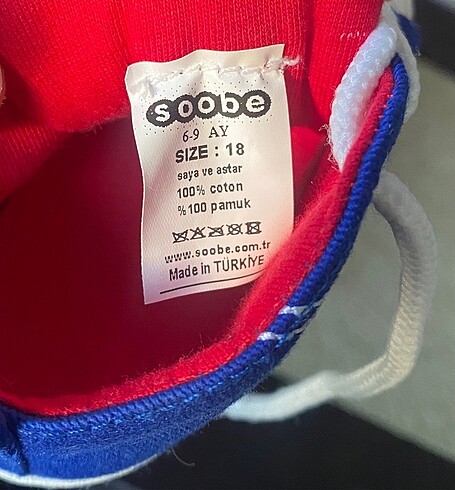 soobe
6-9 AY
SIZE : 18
saya ve astar
100% coton
%100 pamuk
www.soobe.com.tr
Made in TÜRKİYE